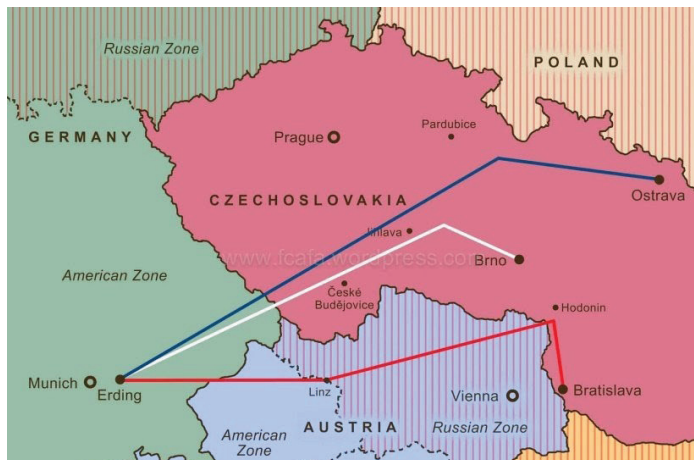 Russian Zone
POLAND
GERMANY
Prague
Pardubice
CZECHOSLOVAKIA
Ostrava
Jihlava
www.fcafa.wordpress.com
Brno
American Zone
České
Budějovice
Hodonin
Munich
Erding
Linz
Vienna
Bratislava
American
Zone
AUSTRIA
Russian Zone